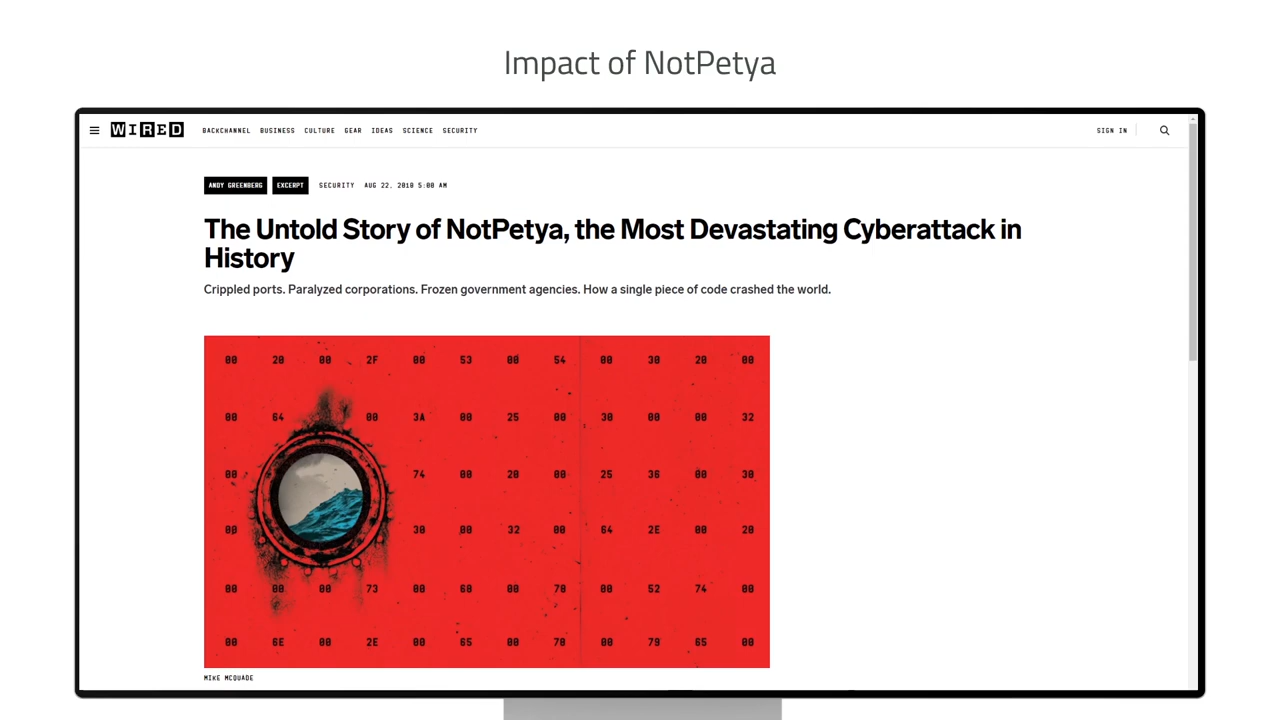 Impact of NotPetya
WIRED
BACKCHANNEL BUSINESS CULTURE GEAR IDEAS SCIENCE SECURITY
SIGN IN
ANDY GREENBERG EXCERPT SECURITY AUG 22, 2018 5:00 AM
The Untold Story of NotPetya, the Most Devastating Cyberattack in
History
Crippled ports. Paralyzed corporations. Frozen government agencies. How a single piece of code crashed the world.
00 20 00 2F 00 53 00 54 00 30 20 00
00 64 00 3A 00 25 00 30 00 00 32
00 74 00 20 00 25 36 00 30
00 30 00 32 00 64 2E 00 20
00 00 00 73 00 60 00 70 00 52 74 00
00 6E 00 2E 00 65 00 70 00 79 65 00
MIKE MCQUADE